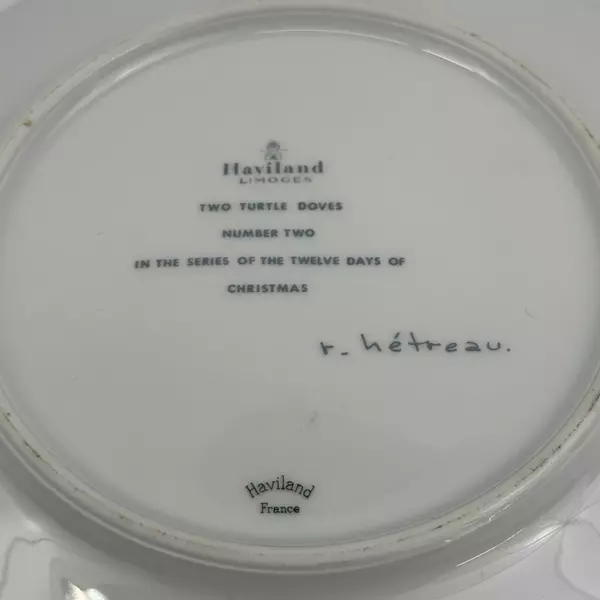 Haviland
LIMOGES
TWO TURTLE DOVES
NUMBER TWO
IN THE SERIES OF THE TWELVE DAYS OF
CHRISTMAS
r. hétreau.
Haviland
France